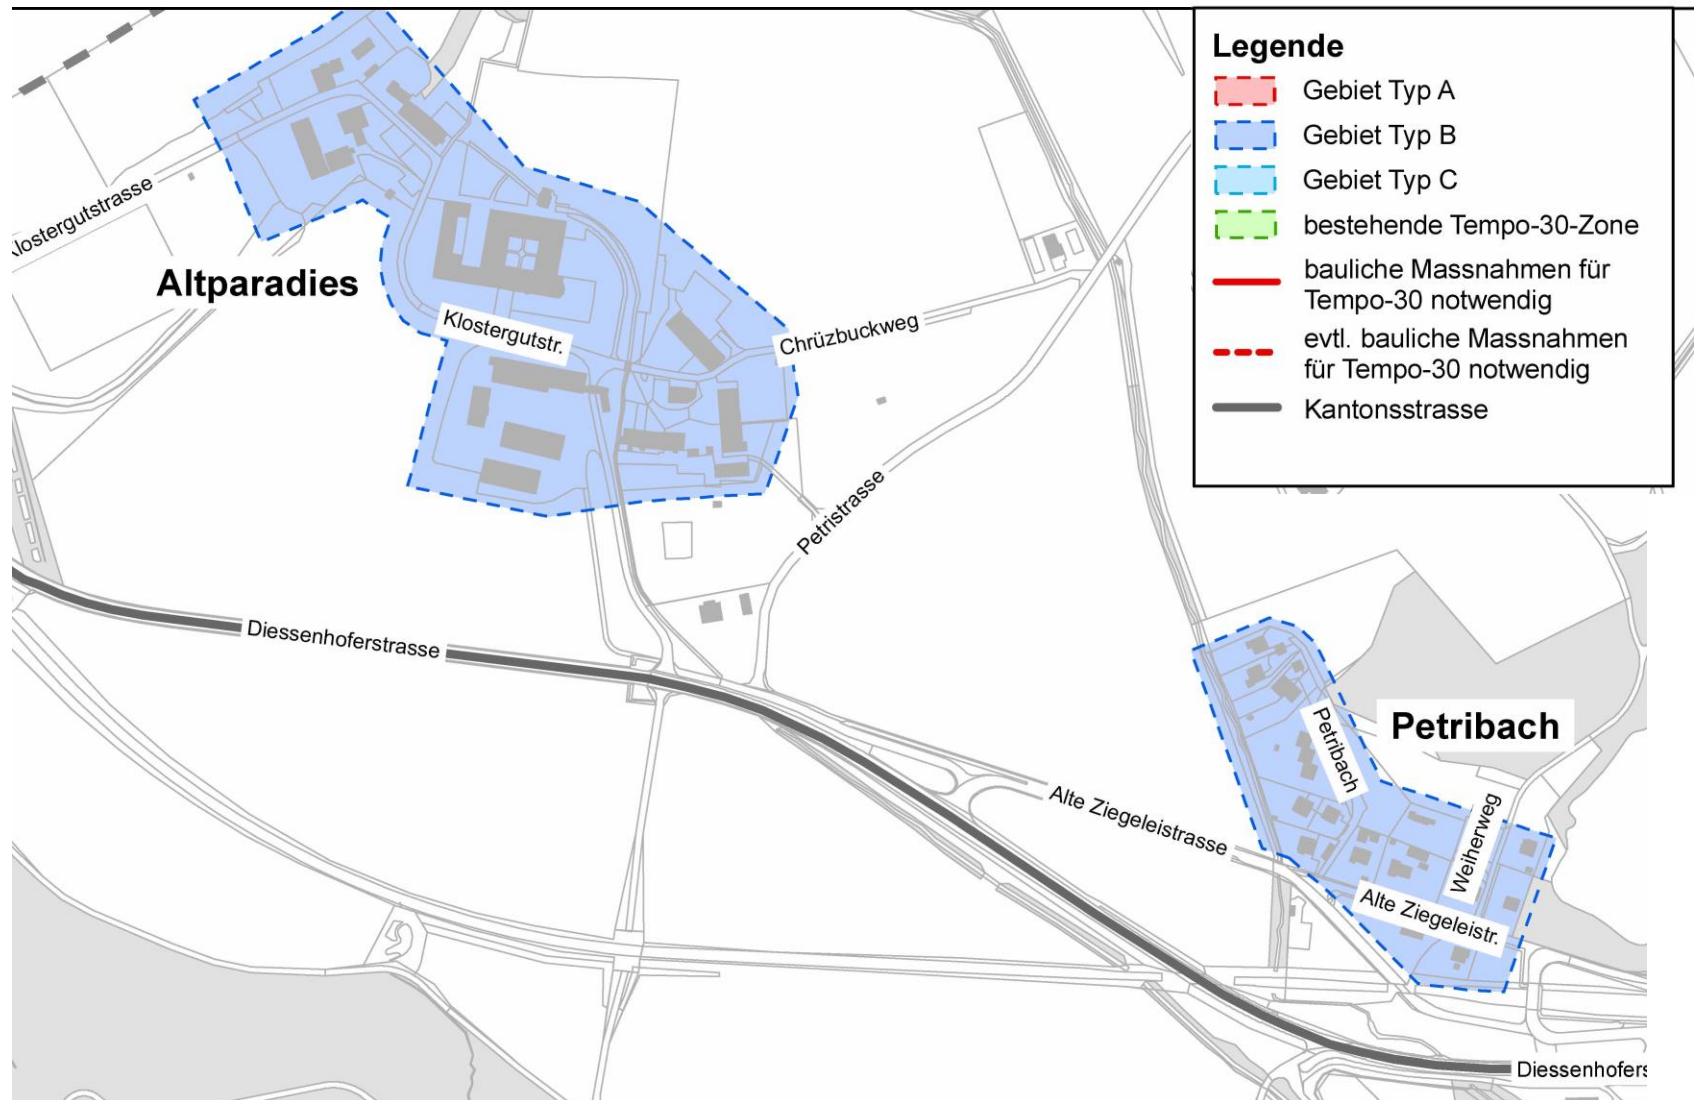 Legende
Gebiet Typ A
Gebiet Typ B
Gebiet Typ C
bestehende Tempo-30-Zone
bauliche Massnahmen für
Tempo-30 notwendig
evtl. bauliche Massnahmen
für Tempo-30 notwendig
Kantonsstrasse
Klostergutstrasse
Altparadies
Klostergutstr.
Chrüzbuckweg
Petristrasse
Diessenhoferstrasse
Petribach
Petribach
Alte Ziegeleistrasse
Weiherweg
Alte Ziegeleistr.
Diessenhofers